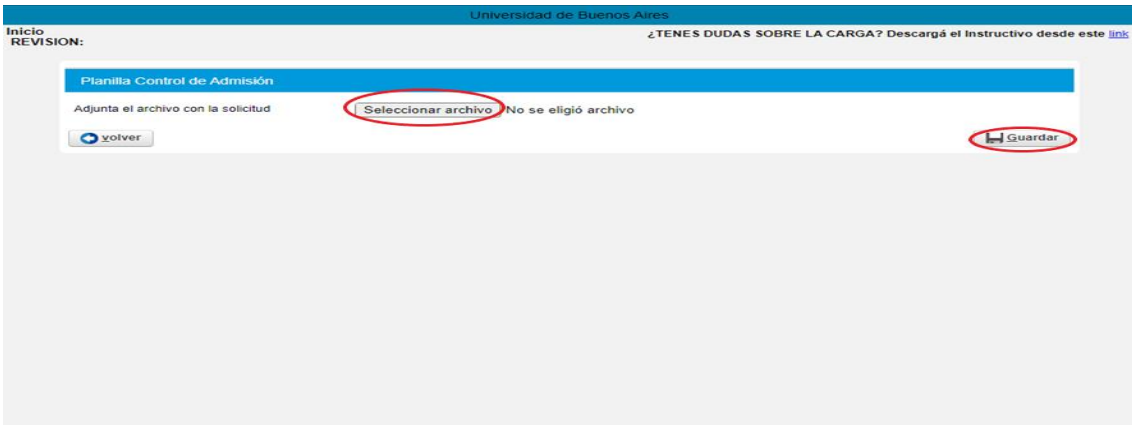 Universidad de Buenos Aires
Inicio
REVISION:
¿TENES DUDAS SOBRE LA CARGA? Descargá el Instructivo desde este link
Planilla Control de Admisión
Adjunta el archivo con la solicitud
Seleccionar archivo No se eligió archivo
volver
Guardar